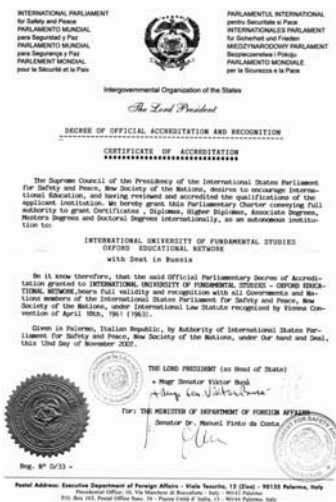 INTERNATIONAL PARLIAMENT
for Safety and Peace
PARLAMENTO MUNDIAL
para Seguridad y Paz
PARLAMENTO MUNDIAL
para Segurança y Paz
PARLEMENT MONDIAL
pour la Sécurité et la Paix
PARLAMENTUL INTERNATIONAL
pentru Securitate si Pace
INTERNATIONALES PARLAMENT
für Sicherheit und Frieden
MIEDZYNARODOWY PARLAMENT
Bezpieczenstwa i Pokoju
PARLAMENTO MONDIALE
per la Sicurezza e la Pace
Intergovernmental Organization of the States
The Lord President
DECREE OF OFFICIAL ACCREDITATION AND RECOGNITION
CERTIFICATE OF ACCREDITATION
The Supreme Council of the Presidency of the International States Parliament
for Safety and Peace, New Society of the Nations, desires to encourage Interna-
tional Education, and having reviewed and accredited the qualifications of the
applicant institution. We hereby grant this Parliamentary Charter conveying full
authority to grant Certificates, Diplomas, Higher Diplomas, Associate Degrees,
Masters Degrees and Doctoral Degrees internationally, as an autonomous institu-
tion to:
INTERNATIONAL UNIVERSITY OF FUNDAMENTAL STUDIES
OXFORD EDUCATIONAL NETWORK
with Seat in Russia
Be it know therefore, that the said Official Parliamentary Decree of Accredi-
tation granted to INTERNATIONAL UNIVERSITY OF FUNDAMENTAL STUDIES - OXFORD EDUCA-
TIONAL NETWORK, bears full validity and recognition with all Governments and Na-
tions members of the International States Parliament for Safety and Peace, New
Society of the Nations, under International Law Statute recognised by Vienna Con-
vention of April 18th, 1961 (1963).
Given in Palermo, Italian Republic, by Authority of International States Par-
liament for Safety and Peace, New Society of the Nations, under Our hand and Seal,
this 12nd Day of November 2007.
THE LORD PRESIDENT (as Head of State)
+ Msgr Senator Viktor Busà
for: THE MINISTER OF DEPARTMENT OF FOREIGN AFFAIRS
Senator Dr. Manuel Pinto da Costa
Reg. N° O/33 -
Postal Address: Executive Department of Foreign Affairs - Viale Tescrito, 12 (Zisa) - 90135 Palermo, Italy